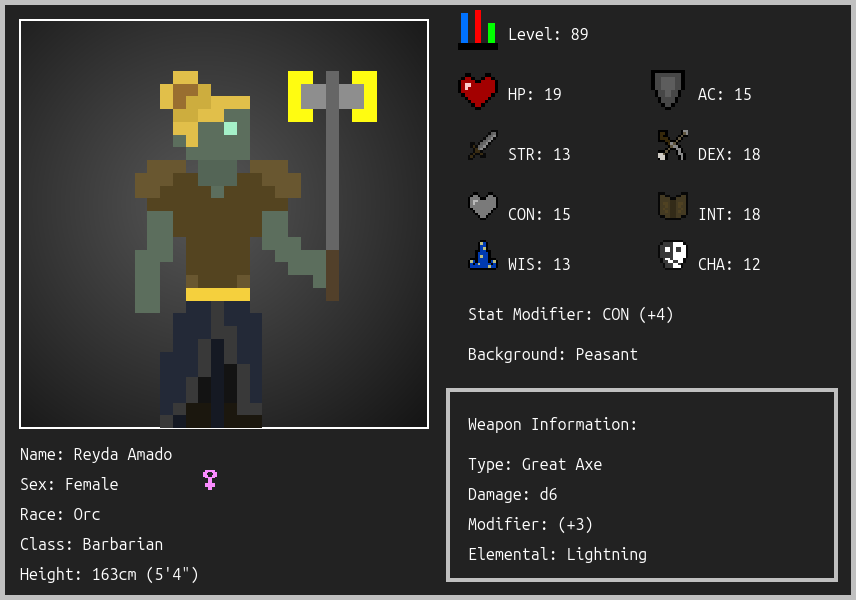 Level: 89
HP: 19
AC: 15
STR: 13
DEX: 18
CON: 15
INT: 18
WIS: 13
CHA: 12
Stat Modifier: CON (+4)
Background: Peasant
Weapon Information:
Type: Great Axe
Damage: d6
Modifier: (+3)
Elemental: Lightning
Name: Reyda Amado
Sex: Female
Race: Orc
Class: Barbarian
Height: 163cm (5'4")